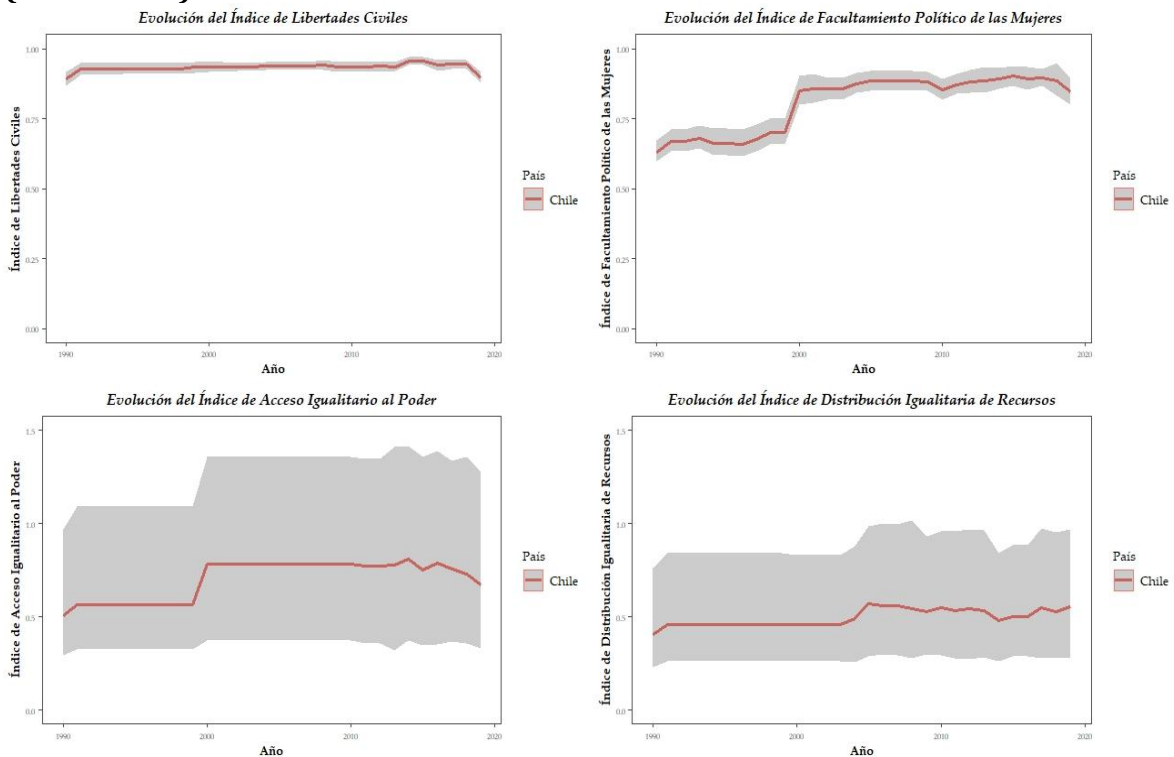 Evolución del Índice de Libertades Civiles
Índice de Libertades Civiles
1.00
0.75
0.50
0.25
0.00
1990
2000
2010
2020
Año
País
Chile
Evolución del Índice de Facultamiento Político de las Mujeres
Índice de Facultamiento Político de las Mujeres
1.00
0.75
0.50
0.25
0.00
1990
2000
2010
2020
Año
País
Chile
Evolución del Índice de Acceso Igualitario al Poder
Índice de Acceso Igualitario al Poder
1.5
1.0
0.5
0.0
1990
2000
2010
2020
Año
País
Chile
Evolución del Índice de Distribución Igualitaria de Recursos
Índice de Distribución Igualitaria de Recursos
1.5
1.0
0.5
0.0
1990
2000
2010
2020
Año
País
Chile